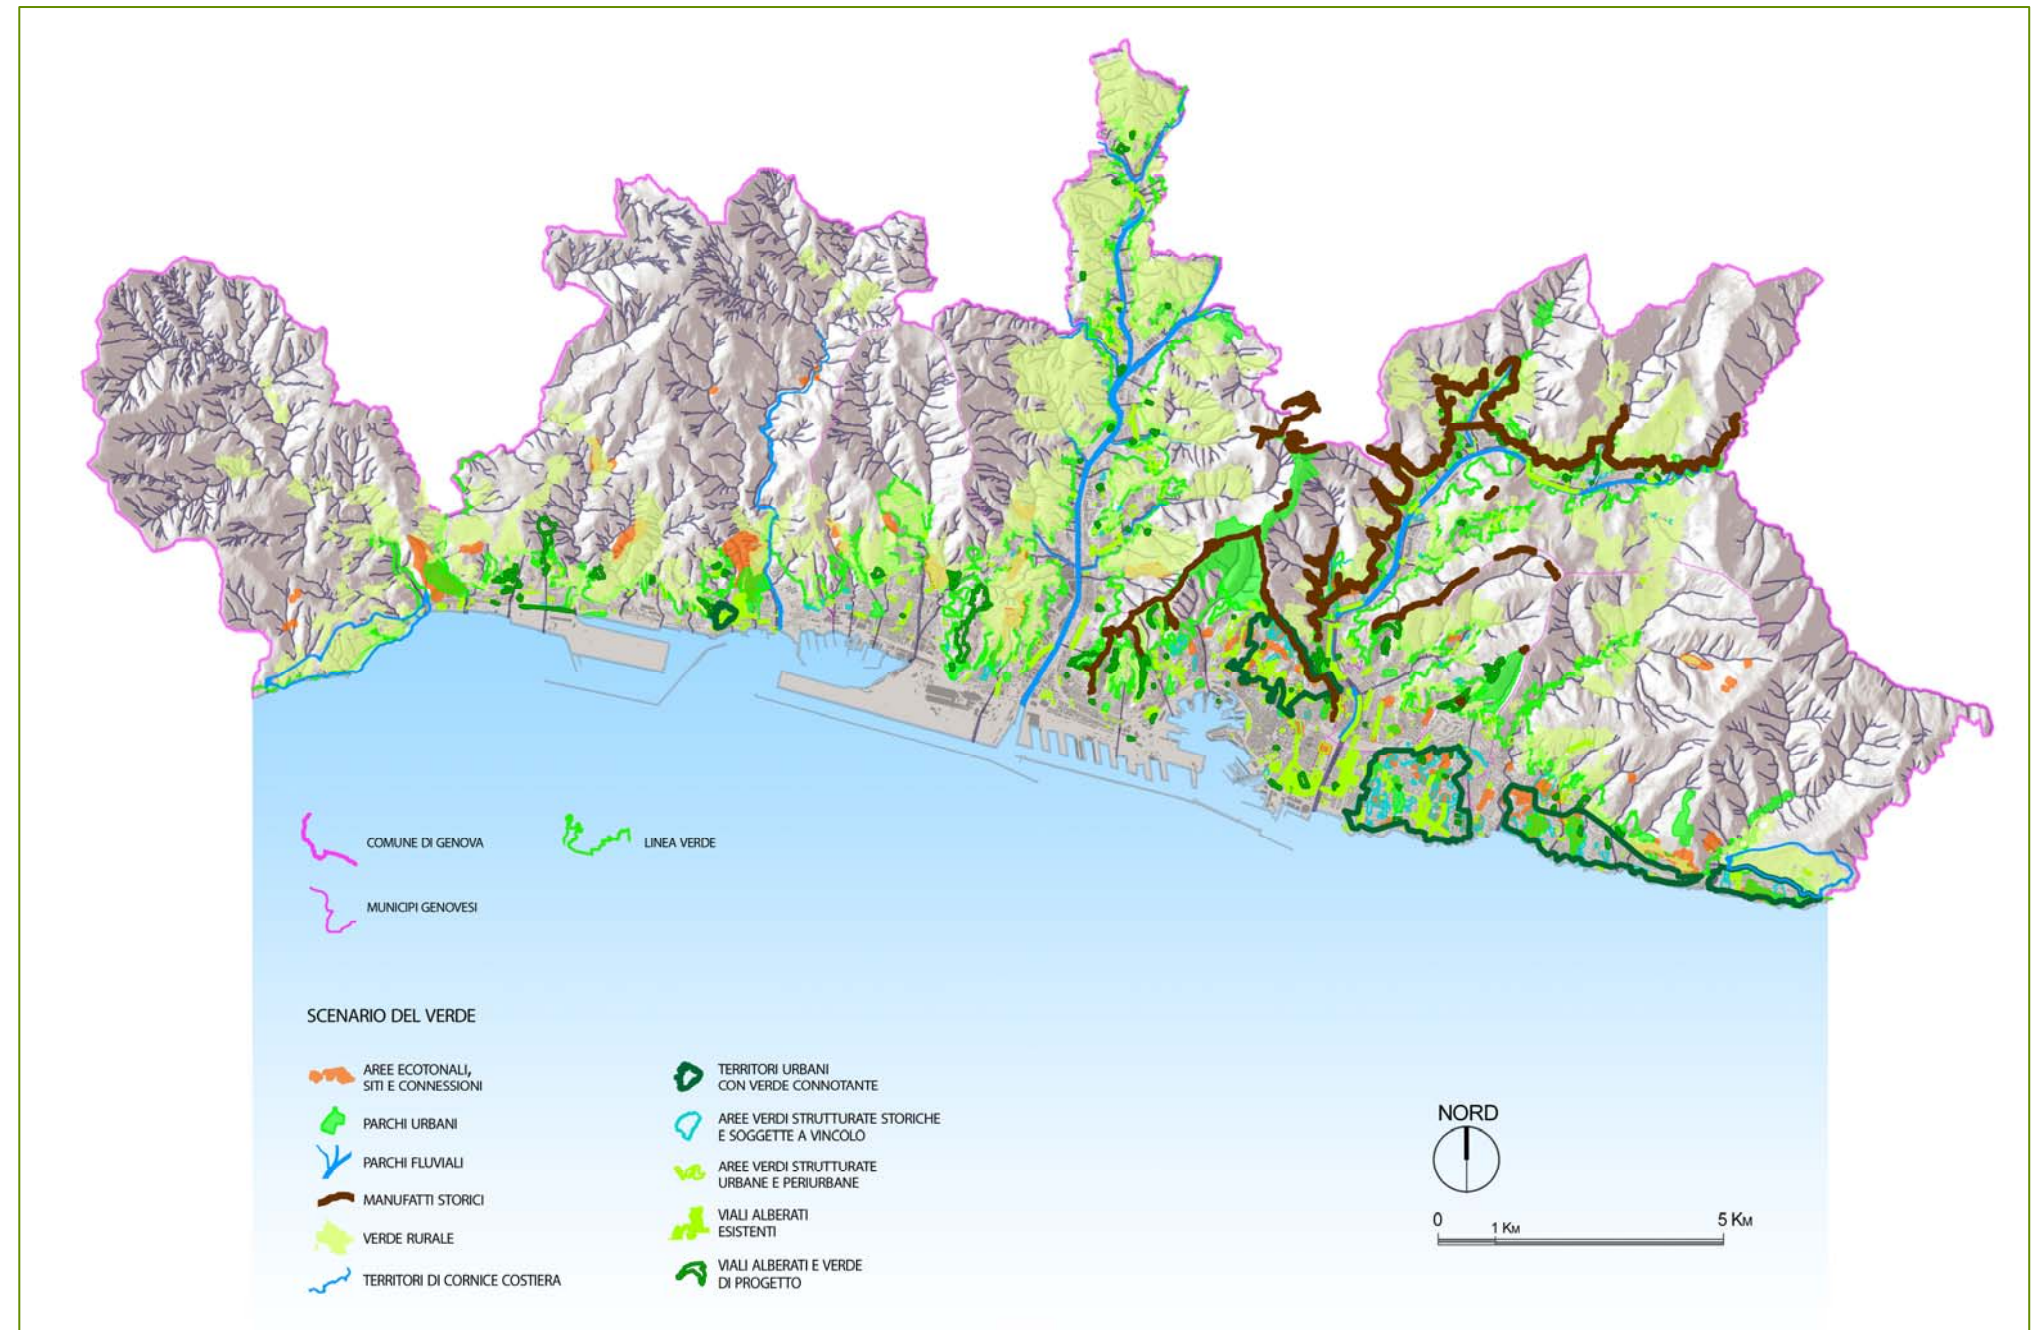 COMUNE DI GENOVA
LINEA VERDE
MUNICIPI GENOVESI
SCENARIO DEL VERDE
AREE ECOTONALI,
SITI E CONNESSIONI
PARCHI URBANI
PARCHI FLUVIALI
MANUFATTI STORICI
VERDE RURALE
TERRITORI DI CORNICE COSTIERA
TERRITORI URBANI
CON VERDE CONNOTANTE
AREE VERDI STRUTTURATE STORICHE
E SOGGETTE A VINCOLO
AREE VERDI STRUTTURATE
URBANE E PERIURBANE
VIALI ALBERATI
ESISTENTI
VIALI ALBERATI E VERDE
DI PROGETTO
NORD
0
1 KM
5 KM